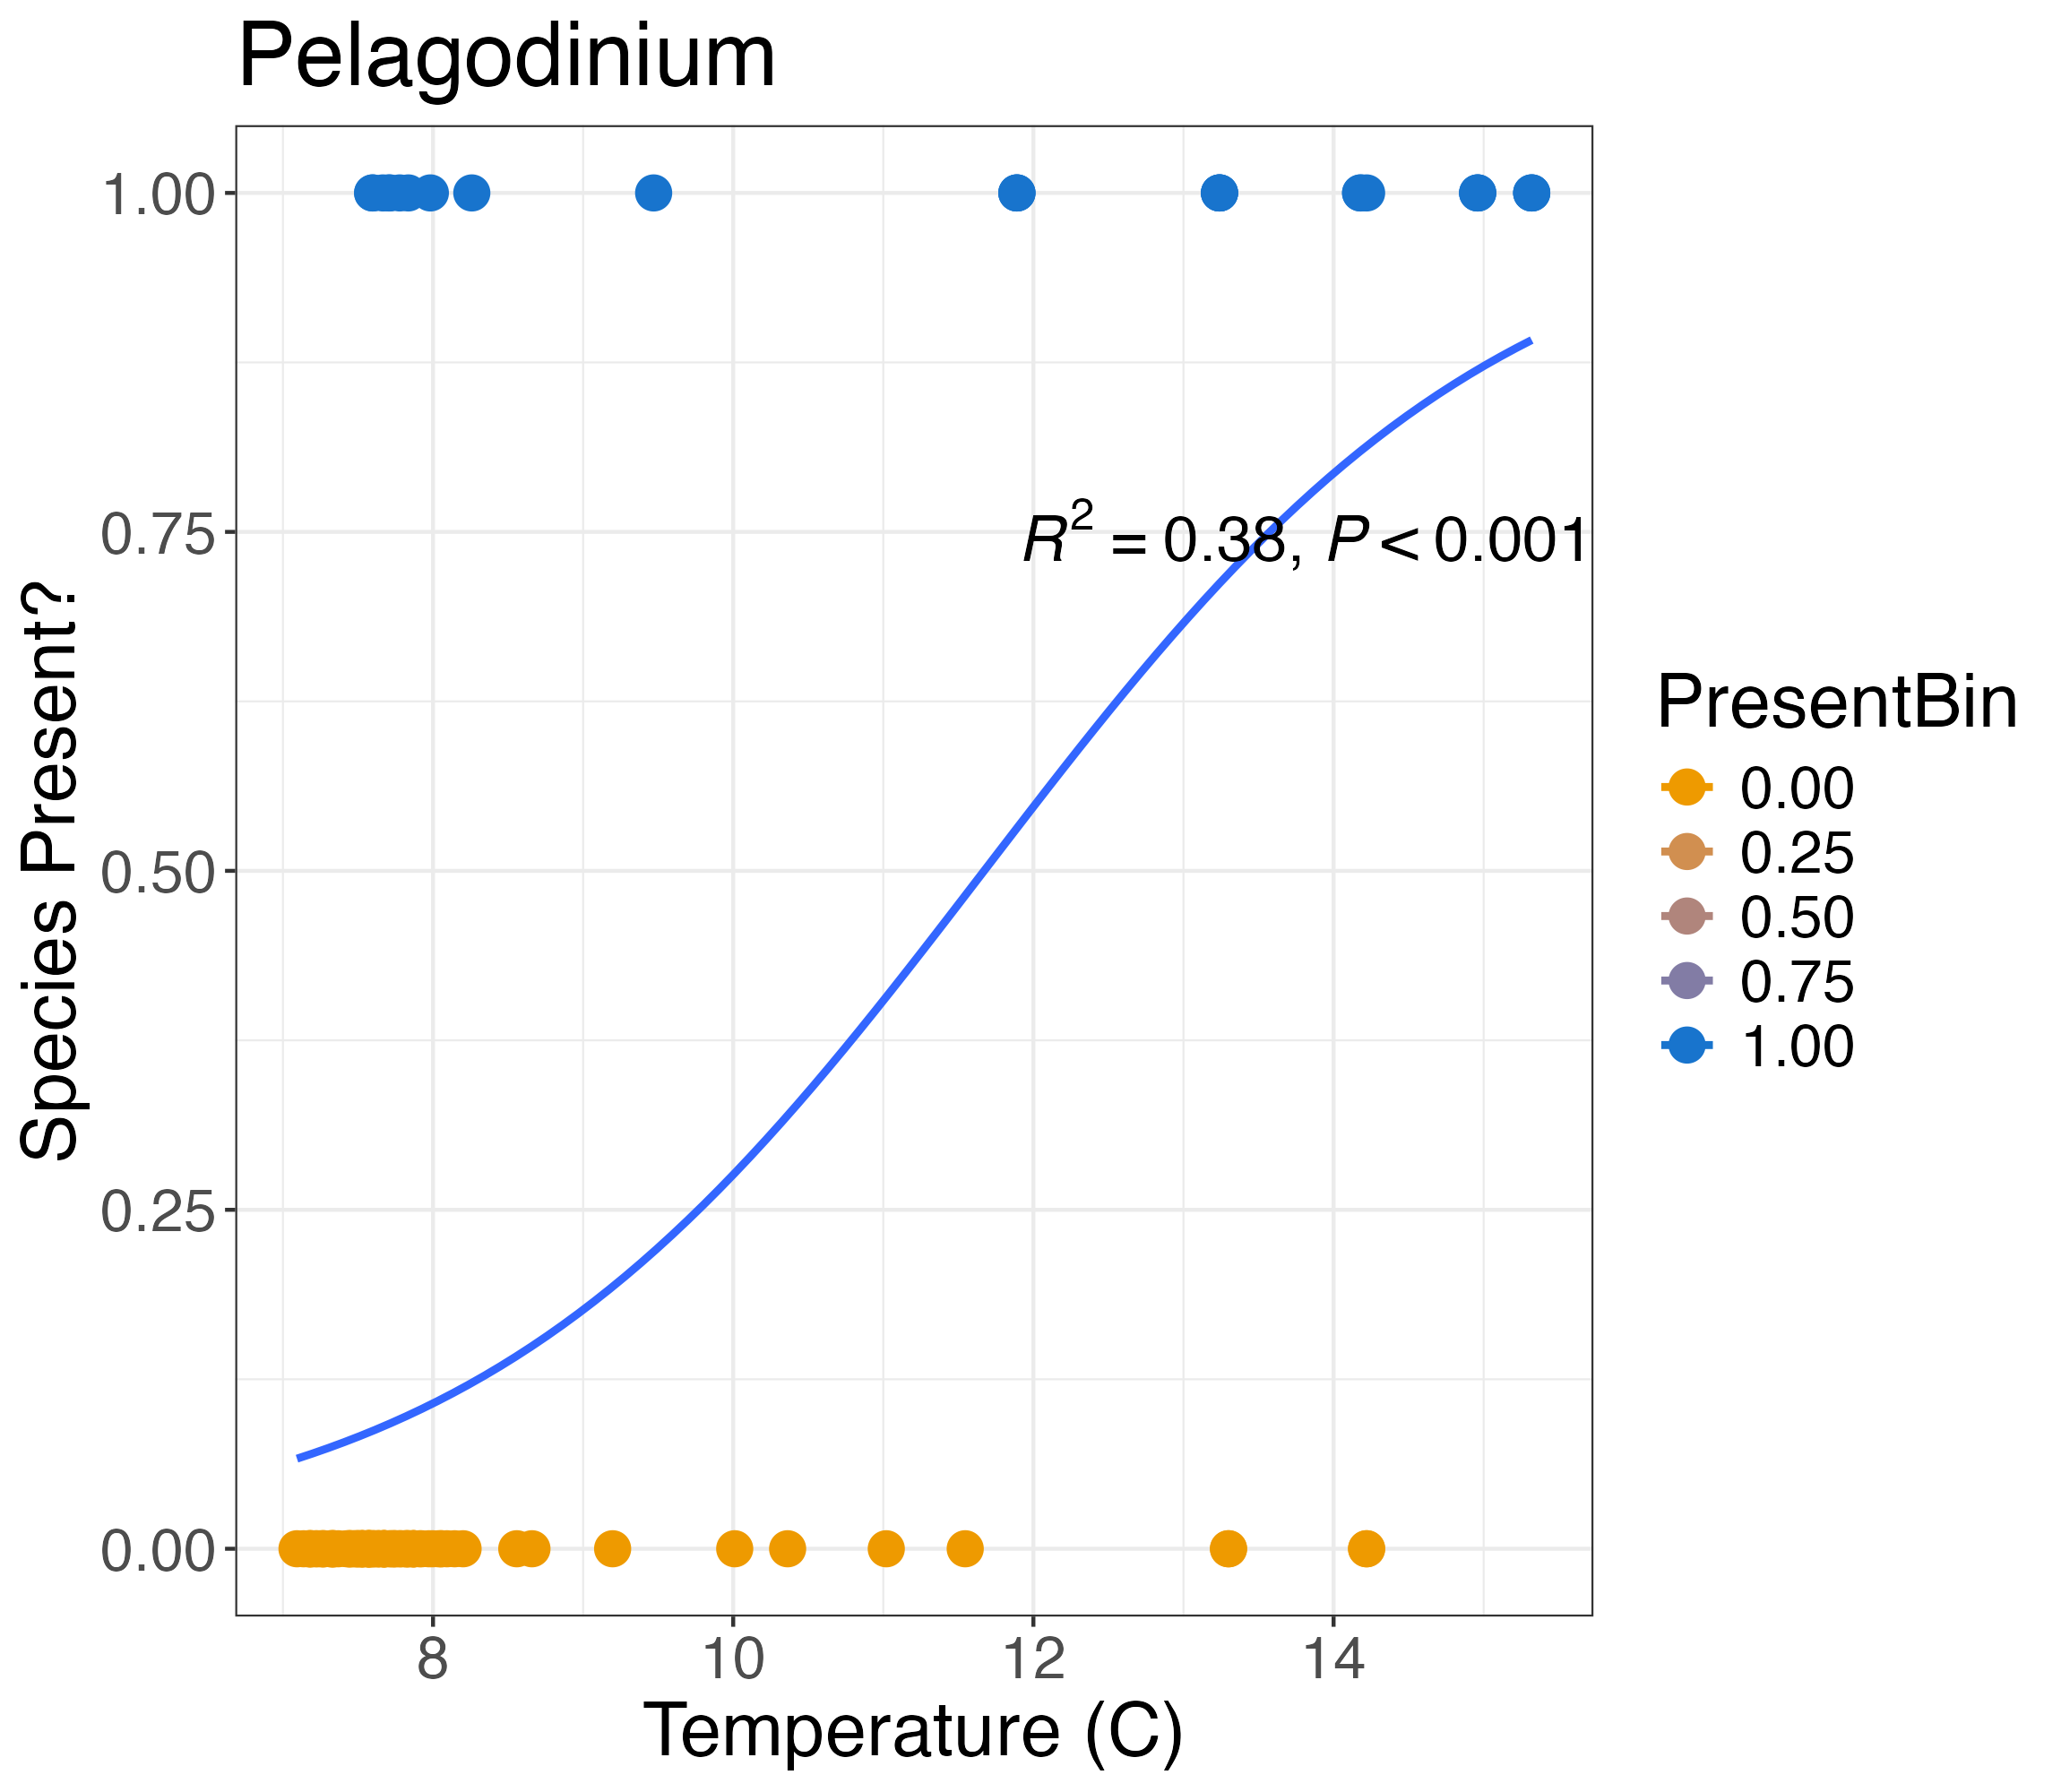 Pelagodinium
1.00
0.75
0.50
0.25
0.00
Species Present?
R² = 0.38, P < 0.001
8 10 12 14
Temperature (C)
PresentBin
0.00
0.25
0.50
0.75
1.00